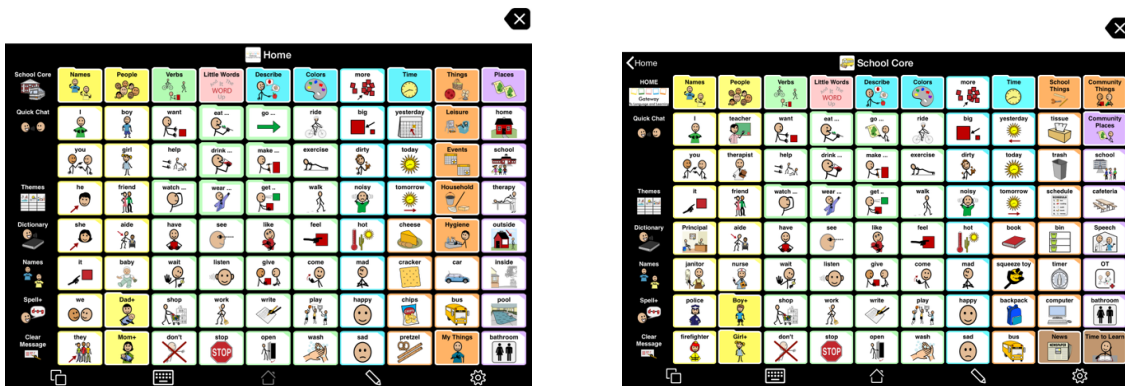 Home
School Core Names People Verbs Little Words Describe Colors more Time Things Places
WORD
Quick Chat I boy want eat ... go ... ride big yesterday Leisure home
you girl help drink ... make ... exercise dirty today Events school
Themes he friend watch ... wear ... get .. walk noisy tomorrow Household therapy
Dictionary she aide have see like feel hot cheese Hygiene outside
Names it baby wait listen give come mad cracker car inside
Spell+ we Dad+ shop work write play happy chips bus pool
Clear Message they Mom+ don't stop open wash sad pretzel My Things bathroom
STOP
Home School Core
HOME Names People Verbs Little Words Describe Colors more Time School Things Community Things
Gateway
WORD
Quick Chat I teacher want eat ... go ... ride big yesterday tissue Community Places
you therapist help drink ... make ... exercise dirty today trash school
Themes it friend watch ... wear ... get .. walk noisy tomorrow schedule cafeteria
Dictionary Principal aide have see like feel hot book bin Speech
Names janitor nurse wait listen give come mad squeeze toy timer OT
Spell+ police Boy+ shop work write play happy backpack computer bathroom
Clear Message firefighter Girl+ don't stop open wash sad bus News Time to Learn
STOP